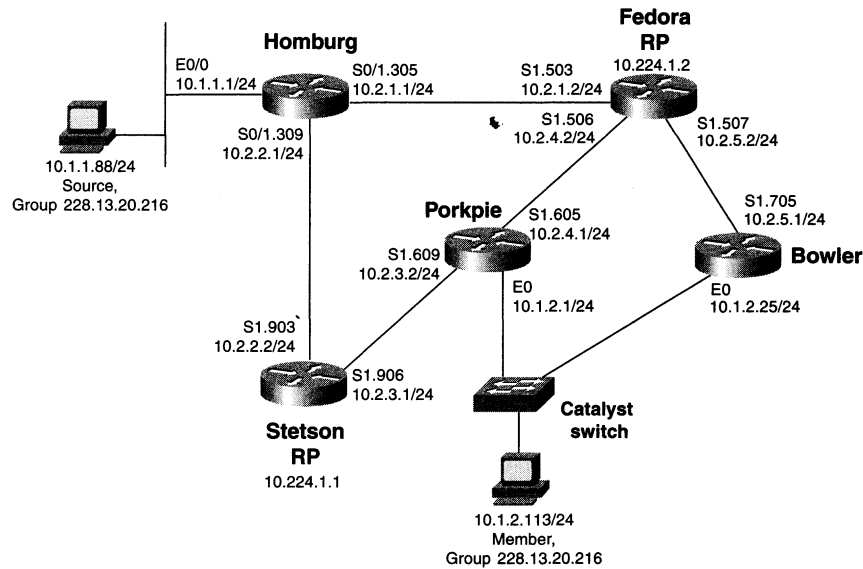 Fedora
RP
10.224.1.2
Homburg
E0/0
10.1.1.1/24
S0/1.305
10.2.1.1/24
S1.503
10.2.1.2/24
S1.506
10.2.4.2/24
S1.507
10.2.5.2/24
S0/1.309
10.2.2.1/24
10.1.1.88/24
Source,
Group 228.13.20.216
Porkpie
S1.605
10.2.4.1/24
S1.705
10.2.5.1/24
Bowler
S1.609
10.2.3.2/24
E0
10.1.2.1/24
E0
10.1.2.25/24
S1.903
10.2.2.2/24
S1.906
10.2.3.1/24
Stetson
RP
10.224.1.1
Catalyst
switch
10.1.2.113/24
Member,
Group 228.13.20.216